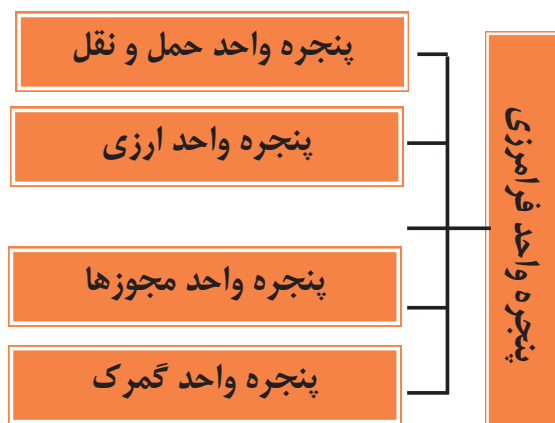 پنجره واحد فرامرزی
پنجره واحد حمل و نقل
پنجره واحد ارزی
پنجره واحد مجوزها
پنجره واحد گمرک